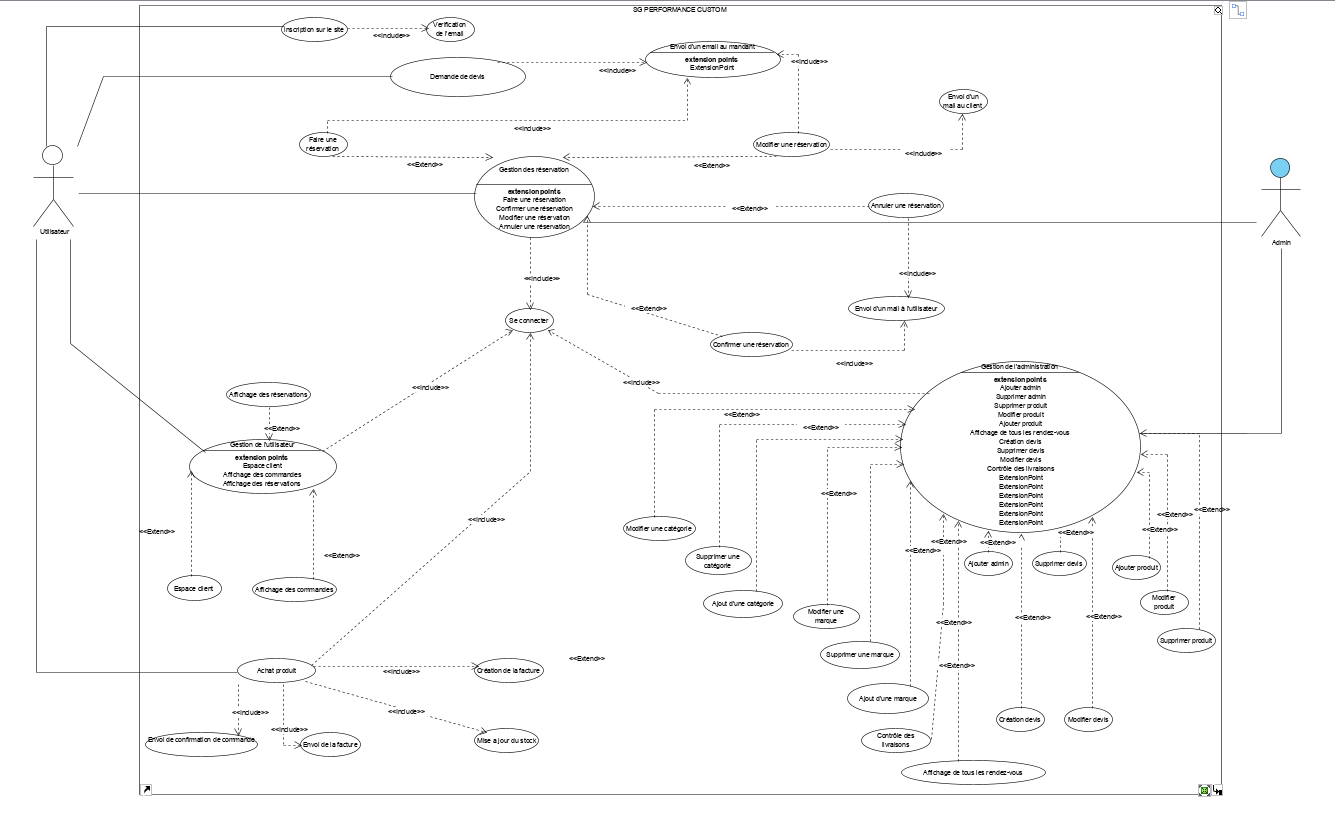 SG PERFORMANCE CUSTOM
Inscription sur le site
<<Include>>
Verification
de l'email
Envoi d'un email au mandant
extension points
ExtensionPoint
<<Include>>
Demande de devis
<<Include>>
Envoi d'un
mail au client
<<Include>>
Faire une
réservation
Modifier une réservation
<<Include>>
<<Extend>>
<<Extend>>
Gestion des réservation
extension points
Faire une réservation
Confirmer une réservation
Modifier une réservation
Annuler une réservation
<<Extend>>
Annuler une réservation
Utilisateur
Admin
<<Include>>
<<Include>>
<<Extend>>
Envoi d'un mail à l'utilisateur
Se connecter
Confirmer une réservation
<<Include>>
<<Include>>
<<Include>>
Affichage des réservations
<<Extend>>
Gestion de l'utilisateur
extension points
Espace client
Affichage des commandes
Affichage des réservations
Gestion de l'administration
extension points
Ajouter admin
Supprimer admin
Supprimer produit
Modifier produit
Ajouter produit
Affichage de tous les rendez-vous
Création devis
Supprimer devis
Modifier devis
Contrôle des livraisons
ExtensionPoint
ExtensionPoint
ExtensionPoint
ExtensionPoint
ExtensionPoint
ExtensionPoint
<<Extend>>
<<Extend>>
<<Extend>>
<<Extend>>
<<Extend>>
<<Extend>>
<<Include>>
Modifier une catégorie
<<Extend>>
<<Extend>>
<<Extend>>
<<Extend>>
<<Extend>>
<<Extend>>
<<Extend>>
Supprimer une
catégorie
Ajouter admin
Supprimer devis
Ajouter produit
Espace client
Affichage des commandes
Ajout d'une catégorie
Modifier une
marque
Modifier
produit
<<Extend>>
<<Extend>>
<<Extend>>
Supprimer produit
Supprimer une marque
<<Extend>>
<<Extend>>
Achat produit
<<Include>>
Création de la facture
Ajout d'une marque
<<Include>>
<<Include>>
<<Include>>
Création devis
Modifier devis
Envoi de confirmation de commande
Envoi de la facture
Mise a jour du stock
Contrôle des
livraisons
Affichage de tous les rendez-vous